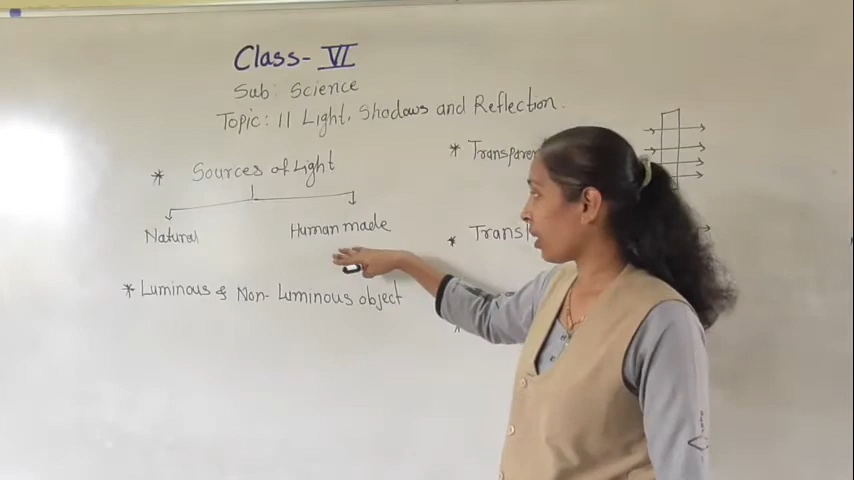 Class- VI
Sub: Science
Topic: 11 Light, Shadows and Reflection.
* Sources of Light
Natural
Human made
* Luminous & Non-Luminous object
* Transparen
* Transl
*